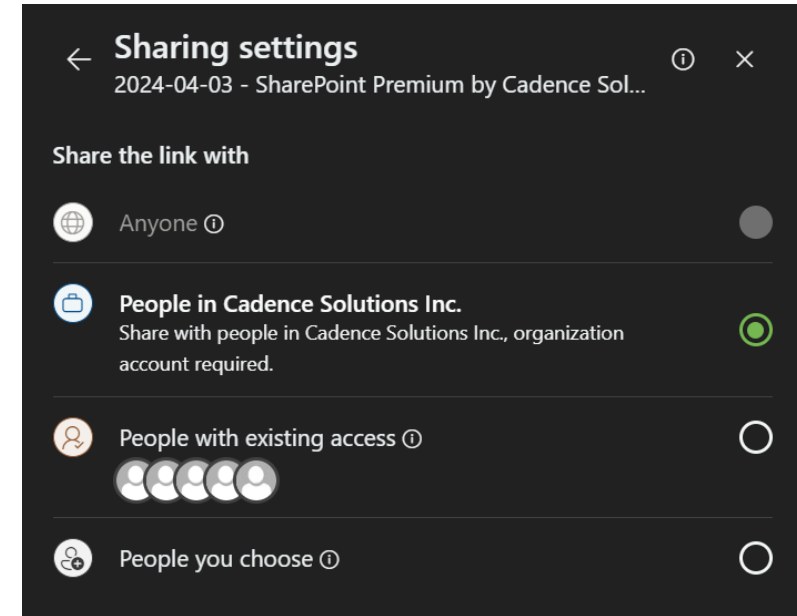 Sharing settings
2024-04-03 - SharePoint Premium by Cadence Sol...
Share the link with
Anyone
People in Cadence Solutions Inc.
Share with people in Cadence Solutions Inc., organization
account required.
People with existing access
People you choose